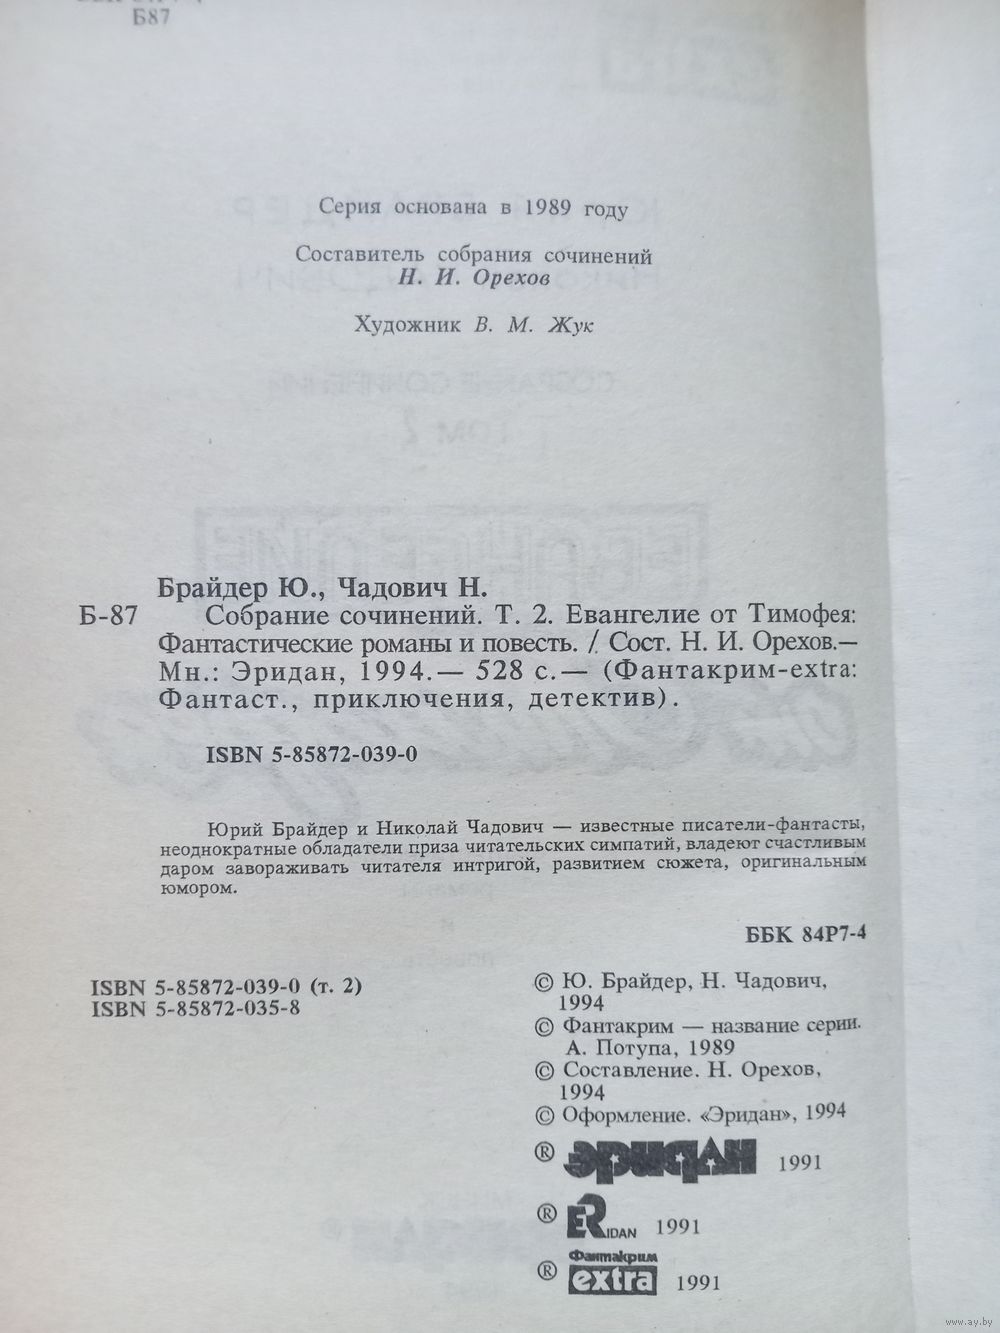 Б87
Серия основана в 1989 году
Составитель собрания сочинений
Н. И. Орехов
Художник В. М. Жук
Брайдер Ю., Чадович Н.
Б-87 Собрание сочинений. Т. 2. Евангелие от Тимофея:
Фантастические романы и повесть. / Сост. Н. И. Орехов.—
Мн.: Эридан, 1994.— 528 с.— (Фантакрим-extra:
Фантаст., приключения, детектив).
ISBN 5-85872-039-0
Юрий Брайдер и Николай Чадович — известные писатели-фантасты,
неоднократные обладатели приза читательских симпатий, владеют счастливым
даром завораживать читателя интригой, развитием сюжета, оригинальным
юмором.
ББК 84Р7-4
ISBN 5-85872-039-0 (т. 2)
ISBN 5-85872-035-8
© Ю. Брайдер, Н. Чадович,
1994
© Фантакрим — название серии.
А. Потупа, 1989
© Составление. Н. Орехов,
1994
© Оформление. «Эридан», 1994
® эридан 1991
® ERIDAN 1991
® Фантакрим
extra 1991
www.ay.by